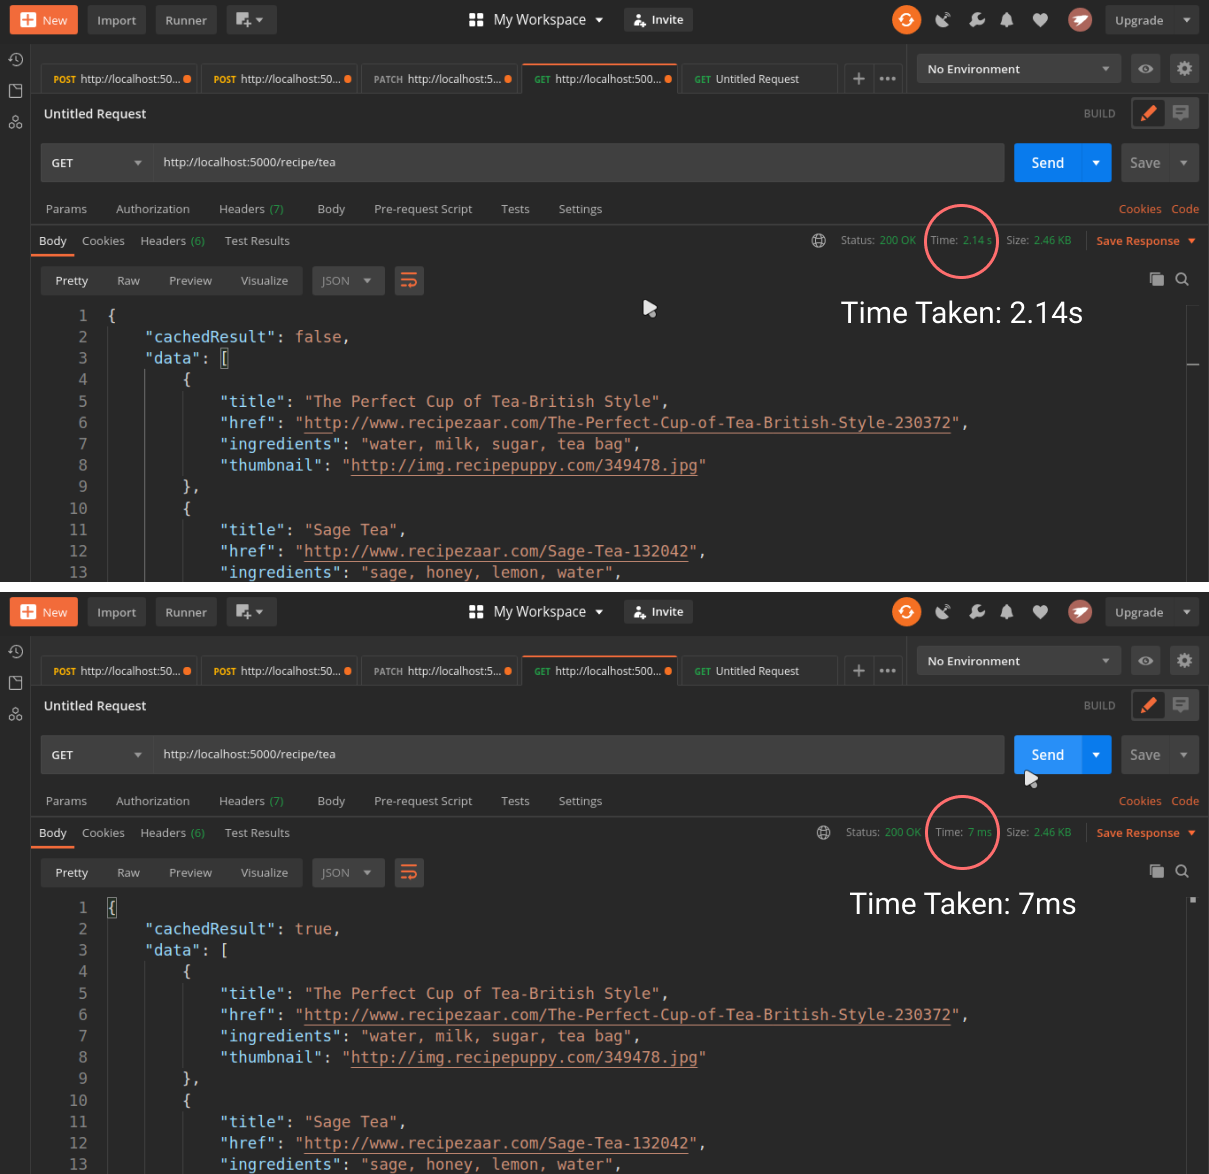 New Import Runner My Workspace Invite Upgrade
POST http://localhost:50... POST http://localhost:50... PATCH http://localhost:5... GET http://localhost:500... GET Untitled Request + ••• No Environment
Untitled Request BUILD
GET http://localhost:5000/recipe/tea Send Save
Params Authorization Headers (7) Body Pre-request Script Tests Settings Cookies Code
Body Cookies Headers (6) Test Results Status: 200 OK Time: 2.14 s Size: 2.46 KB Save Response
Pretty Raw Preview Visualize JSON
Time Taken: 2.14s
1 {
2 "cachedResult": false,
3 "data": [
4 {
5 "title": "The Perfect Cup of Tea-British Style",
6 "href": "http://www.recipezaar.com/The-Perfect-Cup-of-Tea-British-Style-230372",
7 "ingredients": "water, milk, sugar, tea bag",
8 "thumbnail": "http://img.recipepuppy.com/349478.jpg"
9 },
10 {
11 "title": "Sage Tea",
12 "href": "http://www.recipezaar.com/Sage-Tea-132042",
13 "ingredients": "sage, honey, lemon, water",
New Import Runner My Workspace Invite Upgrade
POST http://localhost:50... POST http://localhost:50... PATCH http://localhost:5... GET http://localhost:500... GET Untitled Request + ••• No Environment
Untitled Request BUILD
GET http://localhost:5000/recipe/tea Send Save
Params Authorization Headers (7) Body Pre-request Script Tests Settings Cookies Code
Body Cookies Headers (6) Test Results Status: 200 OK Time: 7 ms Size: 2.46 KB Save Response
Pretty Raw Preview Visualize JSON
Time Taken: 7ms
1 {
2 "cachedResult": true,
3 "data": [
4 {
5 "title": "The Perfect Cup of Tea-British Style",
6 "href": "http://www.recipezaar.com/The-Perfect-Cup-of-Tea-British-Style-230372",
7 "ingredients": "water, milk, sugar, tea bag",
8 "thumbnail": "http://img.recipepuppy.com/349478.jpg"
9 },
10 {
11 "title": "Sage Tea",
12 "href": "http://www.recipezaar.com/Sage-Tea-132042",
13 "ingredients": "sage, honey, lemon, water",